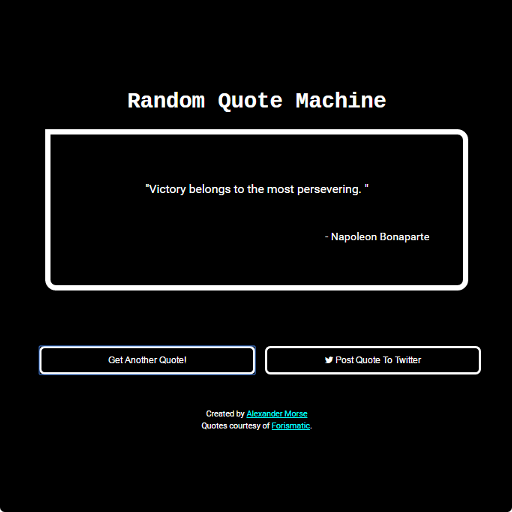 Random Quote Machine
"Victory belongs to the most persevering. "
- Napoleon Bonaparte
Get Another Quote!
Post Quote To Twitter
Created by Alexander Morse
Quotes courtesy of Forismatic.